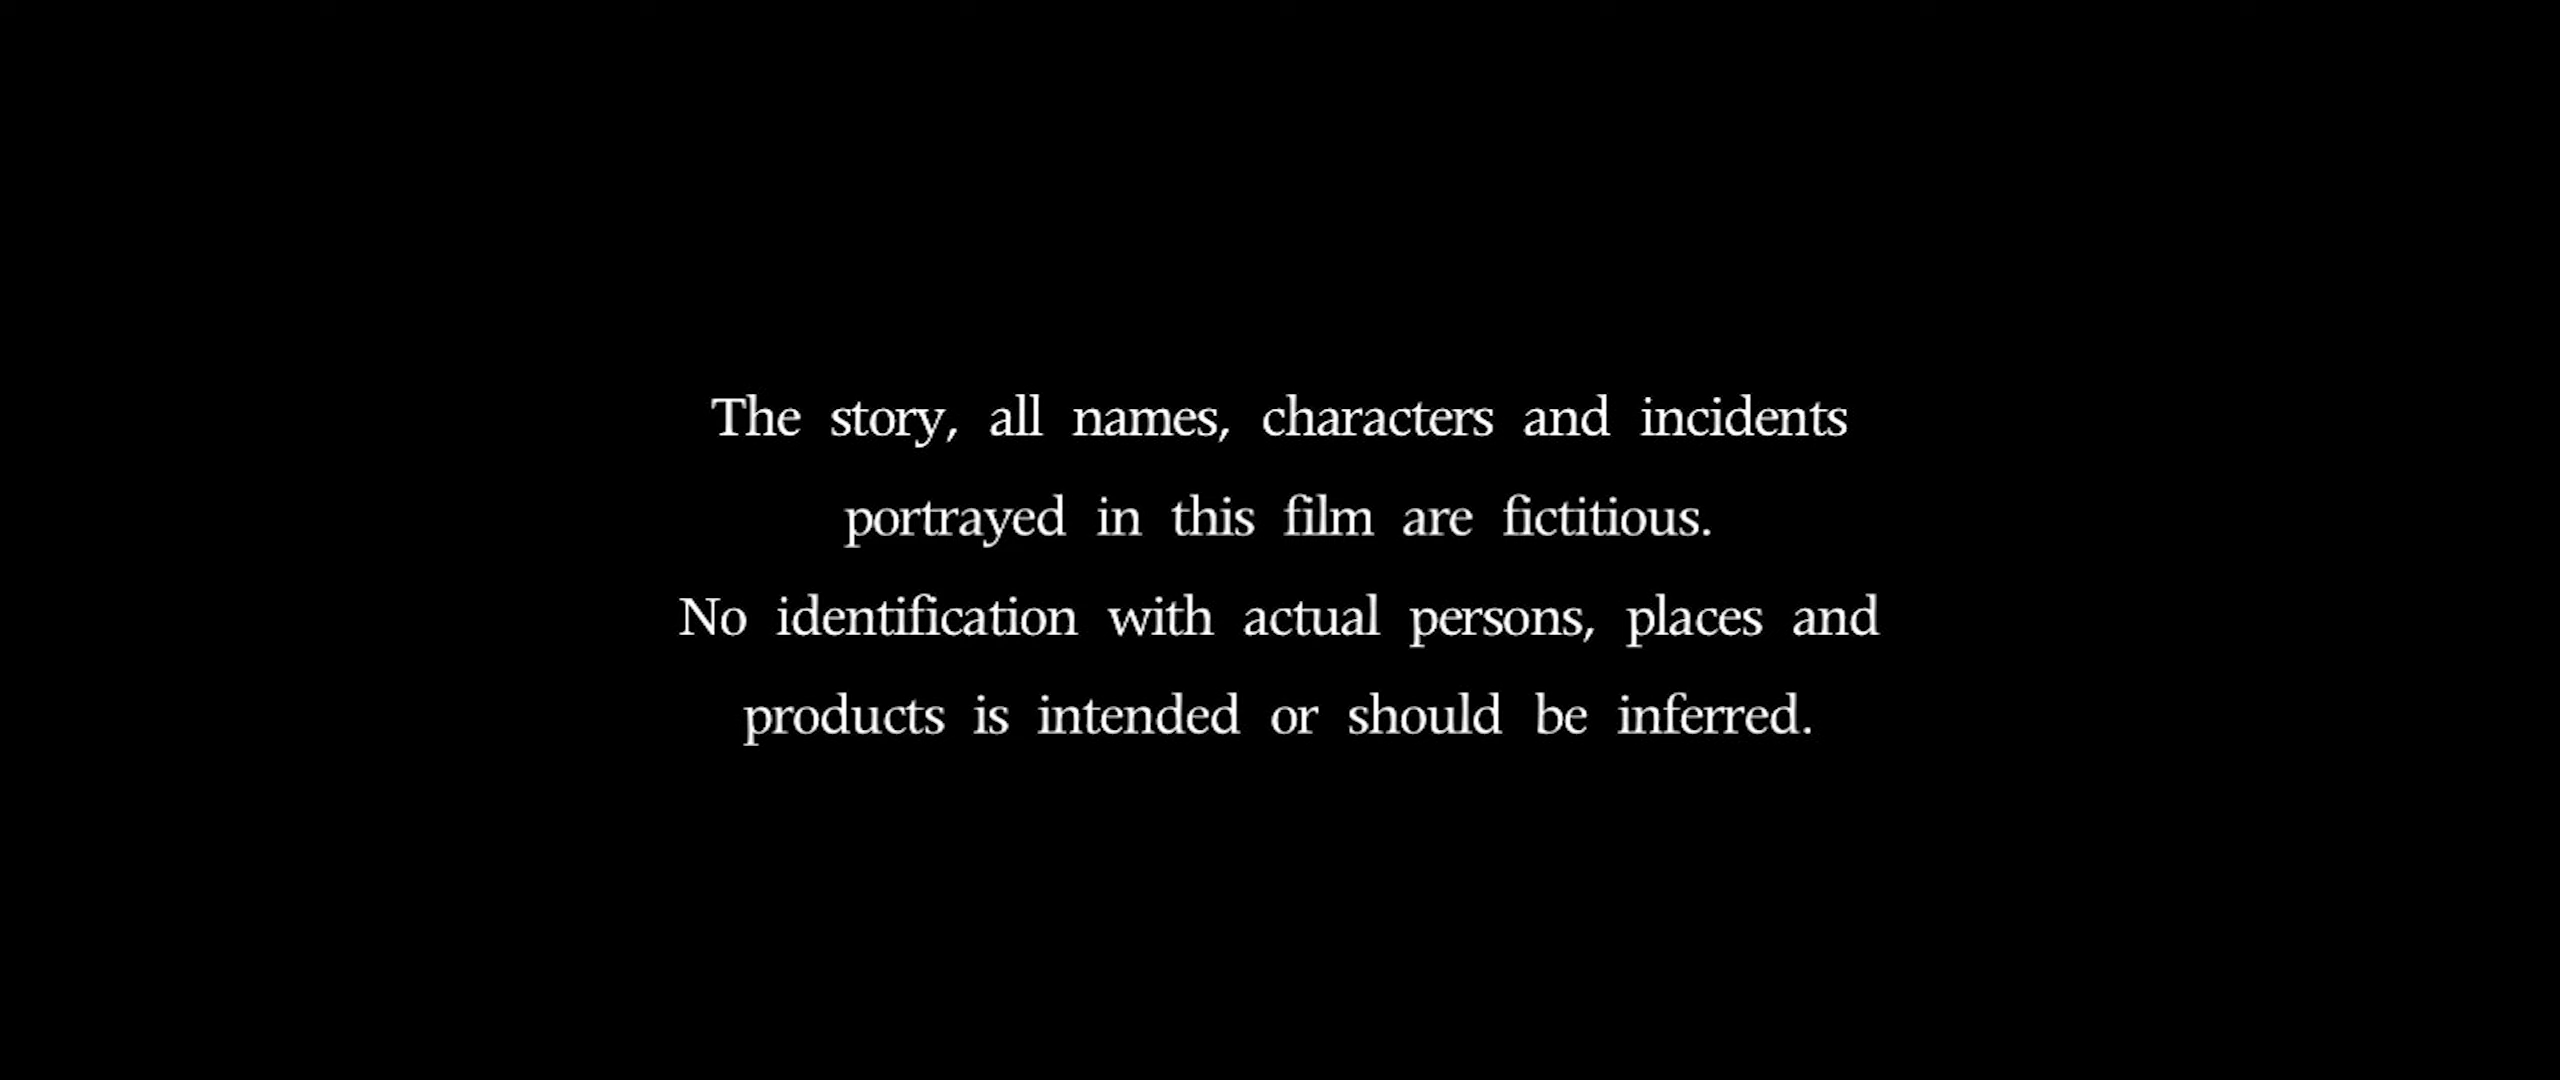 The story, all names, characters and incidents
portrayed in this film are fictitious.
No identification with actual persons, places and
products is intended or should be inferred.